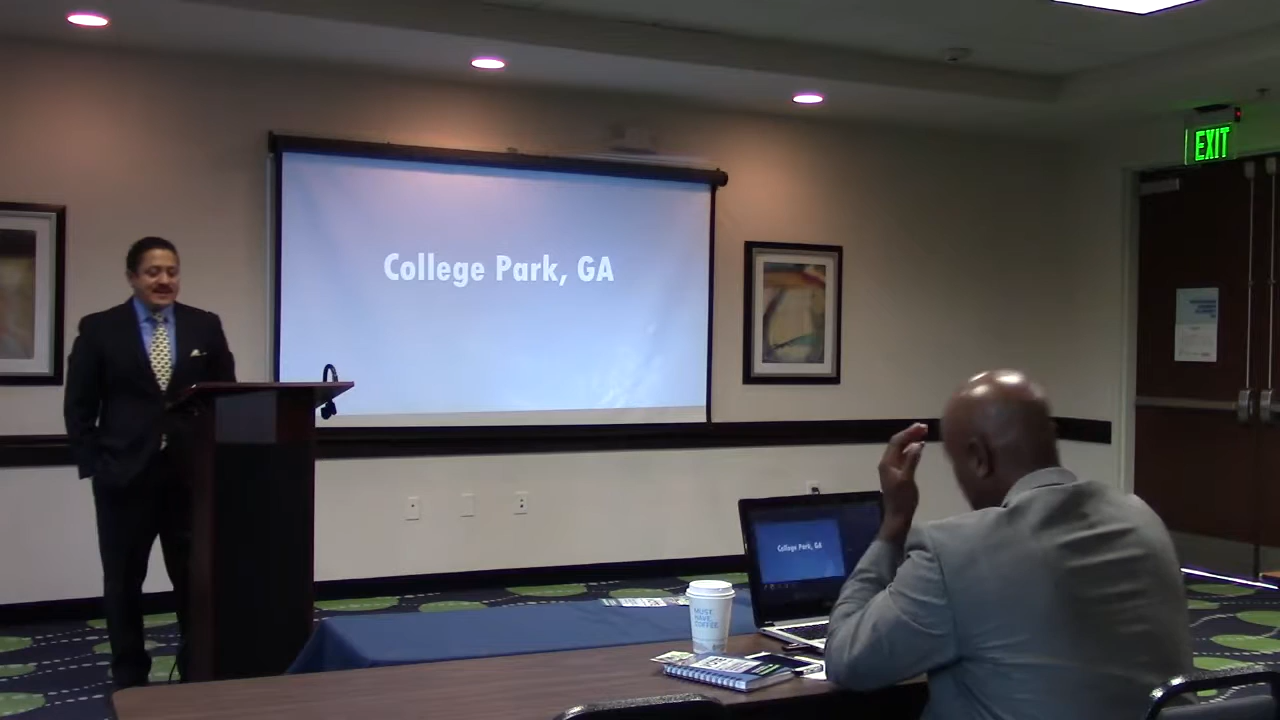 EXIT
College Park, GA
College Park, GA
MUST
HAVE
COFFEE